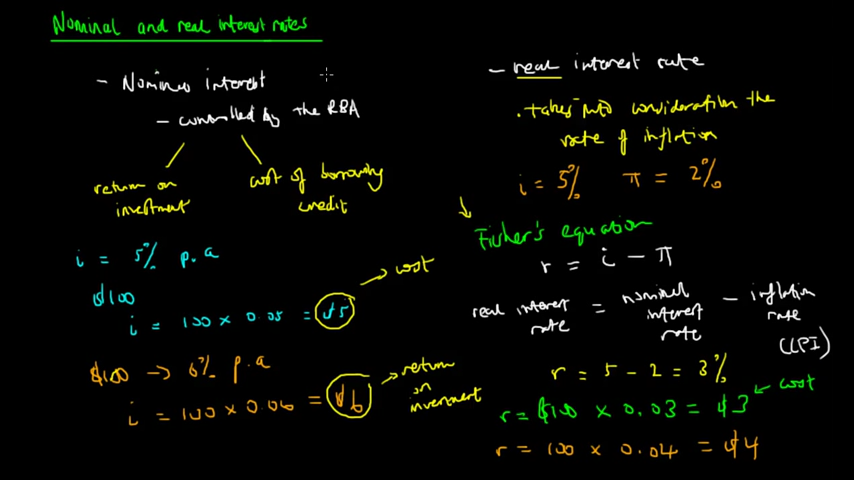 Nominal and real interest rates
- Nominal interest
- controlled by the RBA
return on
investment
cost of borrowing
credit
i = 5% p.a
$100
i = 100 x 0.05 = $5
→ cost
$100 → 6% p.a
i = 100 x 0.06 = $6
→ return
on
investment
- real interest rate
. takes into consideration the
rate of inflation
i = 5% π = 2%
Fisher's equation
r = i - π
real interest
rate
= nominal
interest
rate
- inflation
rate
(CPI)
r = 5 - 2 = 3%
r = $100 x 0.03 = $3
← cost
r = 100 x 0.04 = $4